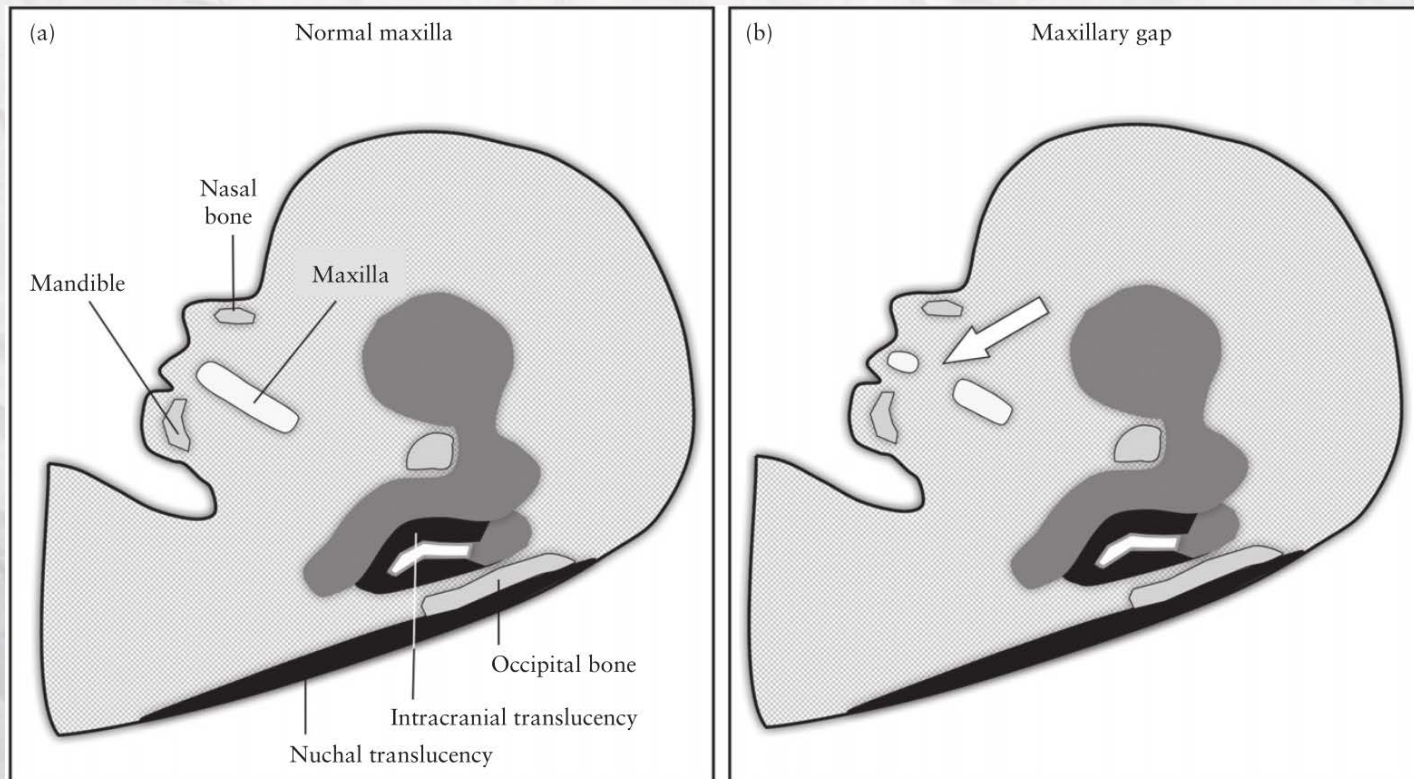 (a)
Normal maxilla
Nasal
bone
Maxilla
Mandible
Occipital bone
Intracranial translucency
Nuchal translucency
(b)
Maxillary gap